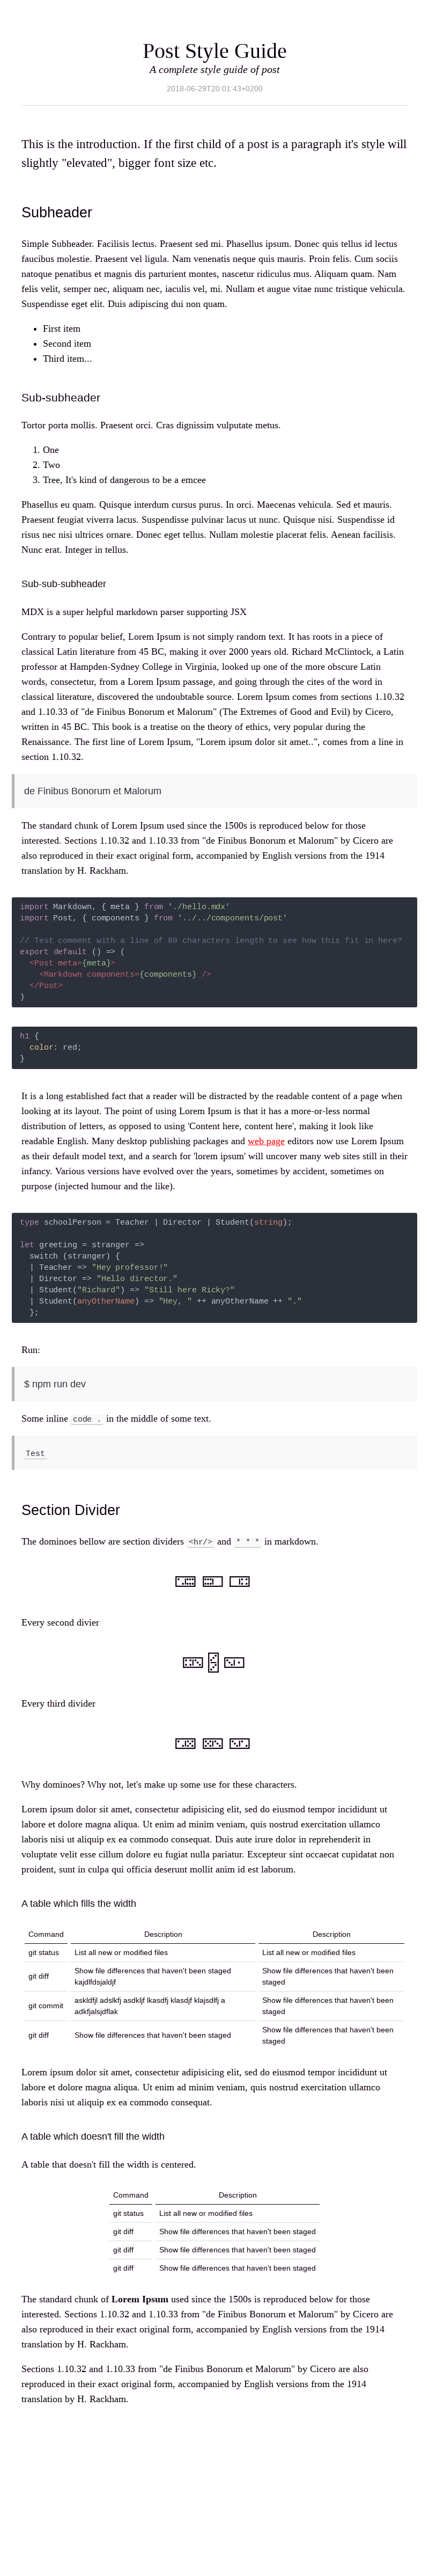 Post Style Guide
A complete style guide of post
2018-06-29T20:01:43+0200
This is the introduction. If the first child of a post is a paragraph it's style will
slightly "elevated", bigger font size etc.
Subheader
Simple Subheader. Facilisis lectus. Praesent sed mi. Phasellus ipsum. Donec quis tellus id lectus
faucibus molestie. Praesent vel ligula. Nam venenatis neque quis mauris. Proin felis. Cum sociis
natoque penatibus et magnis dis parturient montes, nascetur ridiculus mus. Aliquam quam. Nam
felis velit, semper nec, aliquam nec, iaculis vel, mi. Nullam et augue vitae nunc tristique vehicula.
Suspendisse eget elit. Duis adipiscing dui non quam.
• First item
• Second item
• Third item...
Sub-subheader
Tortor porta mollis. Praesent orci. Cras dignissim vulputate metus.
1. One
2. Two
3. Tree, It's kind of dangerous to be a emcee
Phasellus eu quam. Quisque interdum cursus purus. In orci. Maecenas vehicula. Sed et mauris.
Praesent feugiat viverra lacus. Suspendisse pulvinar lacus ut nunc. Quisque nisi. Suspendisse id
risus nec nisi ultrices ornare. Donec eget tellus. Nullam molestie placerat felis. Aenean facilisis.
Nunc erat. Integer in tellus.
Sub-sub-subheader
MDX is a super helpful markdown parser supporting JSX
Contrary to popular belief, Lorem Ipsum is not simply random text. It has roots in a piece of
classical Latin literature from 45 BC, making it over 2000 years old. Richard McClintock, a Latin
professor at Hampden-Sydney College in Virginia, looked up one of the more obscure Latin
words, consectetur, from a Lorem Ipsum passage, and going through the cites of the word in
classical literature, discovered the undoubtable source. Lorem Ipsum comes from sections 1.10.32
and 1.10.33 of "de Finibus Bonorum et Malorum" (The Extremes of Good and Evil) by Cicero,
written in 45 BC. This book is a treatise on the theory of ethics, very popular during the
Renaissance. The first line of Lorem Ipsum, "Lorem ipsum dolor sit amet..", comes from a line in
section 1.10.32.
de Finibus Bonorum et Malorum
The standard chunk of Lorem Ipsum used since the 1500s is reproduced below for those
interested. Sections 1.10.32 and 1.10.33 from "de Finibus Bonorum et Malorum" by Cicero are
also reproduced in their exact original form, accompanied by English versions from the 1914
translation by H. Rackham.
import Markdown, { meta } from './hello.mdx'
import Post, { components } from '../../components/post'
// Test comment with a line of 80 characters length to see how this fit in here?
export default () => (
<Post meta={meta}>
<Markdown components={components} />
</Post>
)
h1 {
color: red;
}
It is a long established fact that a reader will be distracted by the readable content of a page when
looking at its layout. The point of using Lorem Ipsum is that it has a more-or-less normal
distribution of letters, as opposed to using 'Content here, content here', making it look like
readable English. Many desktop publishing packages and web page editors now use Lorem Ipsum
as their default model text, and a search for 'lorem ipsum' will uncover many web sites still in their
infancy. Various versions have evolved over the years, sometimes by accident, sometimes on
purpose (injected humour and the like).
type schoolPerson = Teacher | Director | Student(string);
let greeting = stranger =>
switch (stranger) {
| Teacher => "Hey professor!"
| Director => "Hello director."
| Student("Richard") => "Still here Ricky?"
| Student(anyOtherName) => "Hey, " ++ anyOtherName ++ "."
};
Run:
$ npm run dev
Some inline code . in the middle of some text.
Test
Section Divider
The dominoes bellow are section dividers <hr/> and * * * in markdown.
Every second divier
Every third divider
Why dominoes? Why not, let's make up some use for these characters.
Lorem ipsum dolor sit amet, consectetur adipisicing elit, sed do eiusmod tempor incididunt ut
labore et dolore magna aliqua. Ut enim ad minim veniam, quis nostrud exercitation ullamco
laboris nisi ut aliquip ex ea commodo consequat. Duis aute irure dolor in reprehenderit in
voluptate velit esse cillum dolore eu fugiat nulla pariatur. Excepteur sint occaecat cupidatat non
proident, sunt in culpa qui officia deserunt mollit anim id est laborum.
A table which fills the width
Command Description Description
git status List all new or modified files List all new or modified files
git diff Show file differences that haven't been staged kajdlfdsjaldjf Show file differences that haven't been staged
git commit askldfjl adslkfj asdkljf lkasdfj klasdjf klajsdlfj a adkfjalsjdflak Show file differences that haven't been staged
git diff Show file differences that haven't been staged Show file differences that haven't been staged
Lorem ipsum dolor sit amet, consectetur adipisicing elit, sed do eiusmod tempor incididunt ut
labore et dolore magna aliqua. Ut enim ad minim veniam, quis nostrud exercitation ullamco
laboris nisi ut aliquip ex ea commodo consequat.
A table which doesn't fill the width
A table that doesn't fill the width is centered.
Command Description
git status List all new or modified files
git diff Show file differences that haven't been staged
git diff Show file differences that haven't been staged
git diff Show file differences that haven't been staged
The standard chunk of Lorem Ipsum used since the 1500s is reproduced below for those
interested. Sections 1.10.32 and 1.10.33 from "de Finibus Bonorum et Malorum" by Cicero are
also reproduced in their exact original form, accompanied by English versions from the 1914
translation by H. Rackham.
Sections 1.10.32 and 1.10.33 from "de Finibus Bonorum et Malorum" by Cicero are also
reproduced in their exact original form, accompanied by English versions from the 1914
translation by H. Rackham.